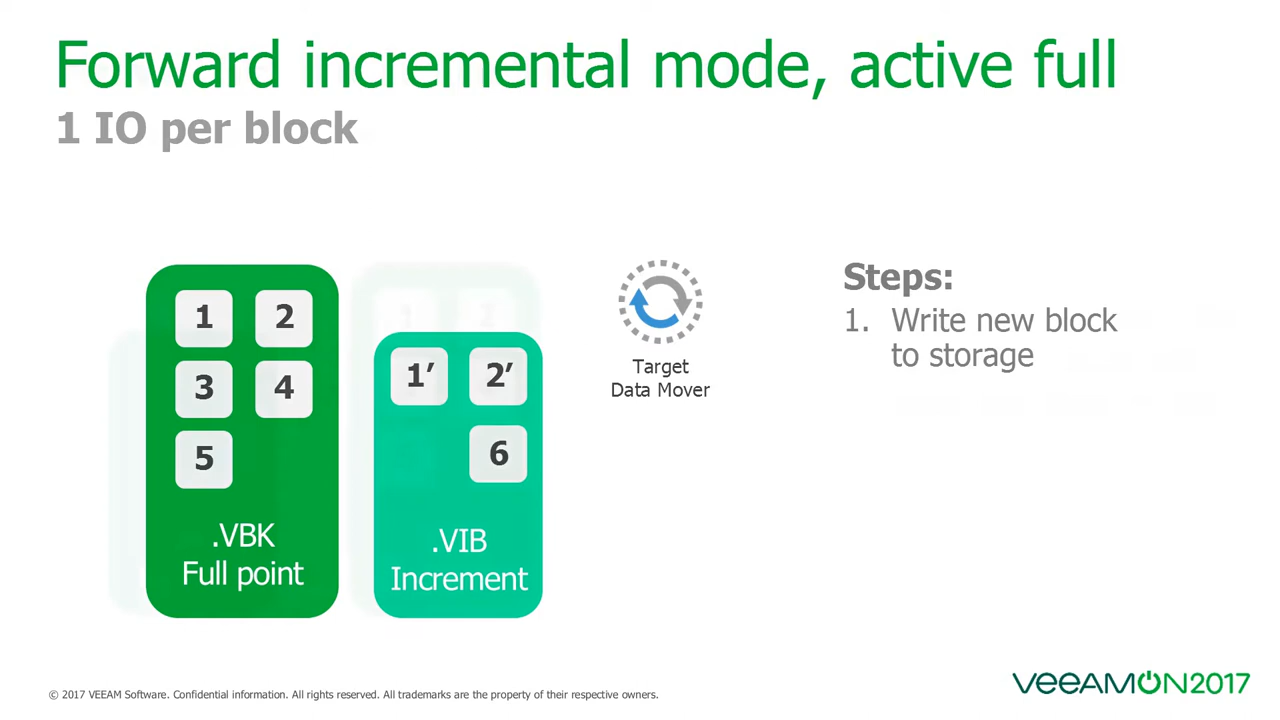 Forward incremental mode, active full
1 IO per block
1 2
3 4
5
.VBK
Full point
1′ 2′
6
.VIB
Increment
Target
Data Mover
Steps:
1. Write new block
to storage
© 2017 VEEAM Software. Confidential information. All rights reserved. All trademarks are the property of their respective owners.
VEEAMON2017